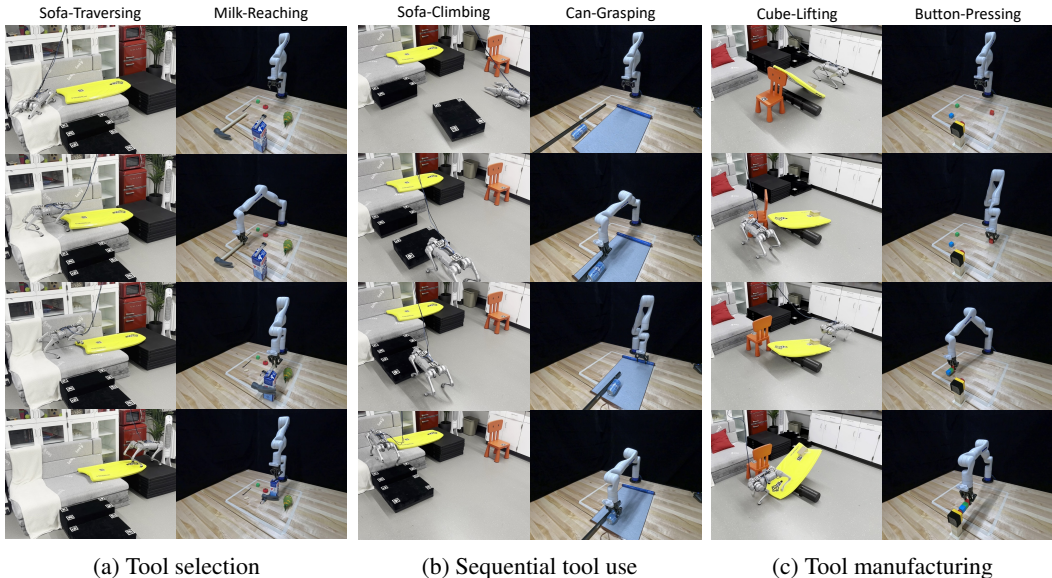 Sofa-Traversing Milk-Reaching Sofa-Climbing Can-Grasping Cube-Lifting Button-Pressing
(a) Tool selection (b) Sequential tool use (c) Tool manufacturing